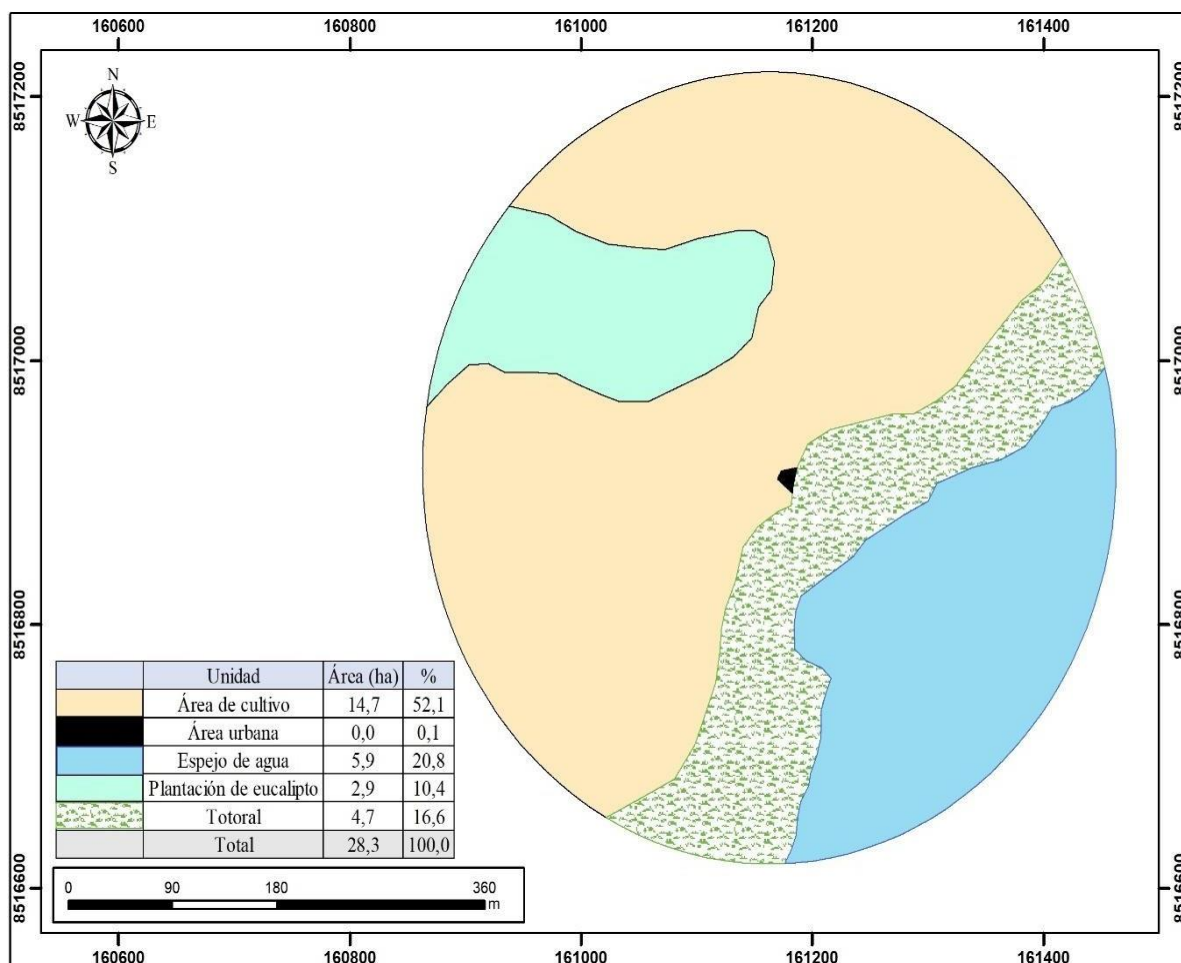 160600 160800 161000 161200 161400
8517200 8517200
N
W E
S
8517000 8517000
8516800 8516800
Unidad Área (ha) %
Área de cultivo 14,7 52,1
Área urbana 0,0 0,1
Espejo de agua 5,9 20,8
Plantación de eucalipto 2,9 10,4
Totoral 4,7 16,6
Total 28,3 100,0
0 90 180 360
m
8516600 8516600
160600 160800 161000 161200 161400